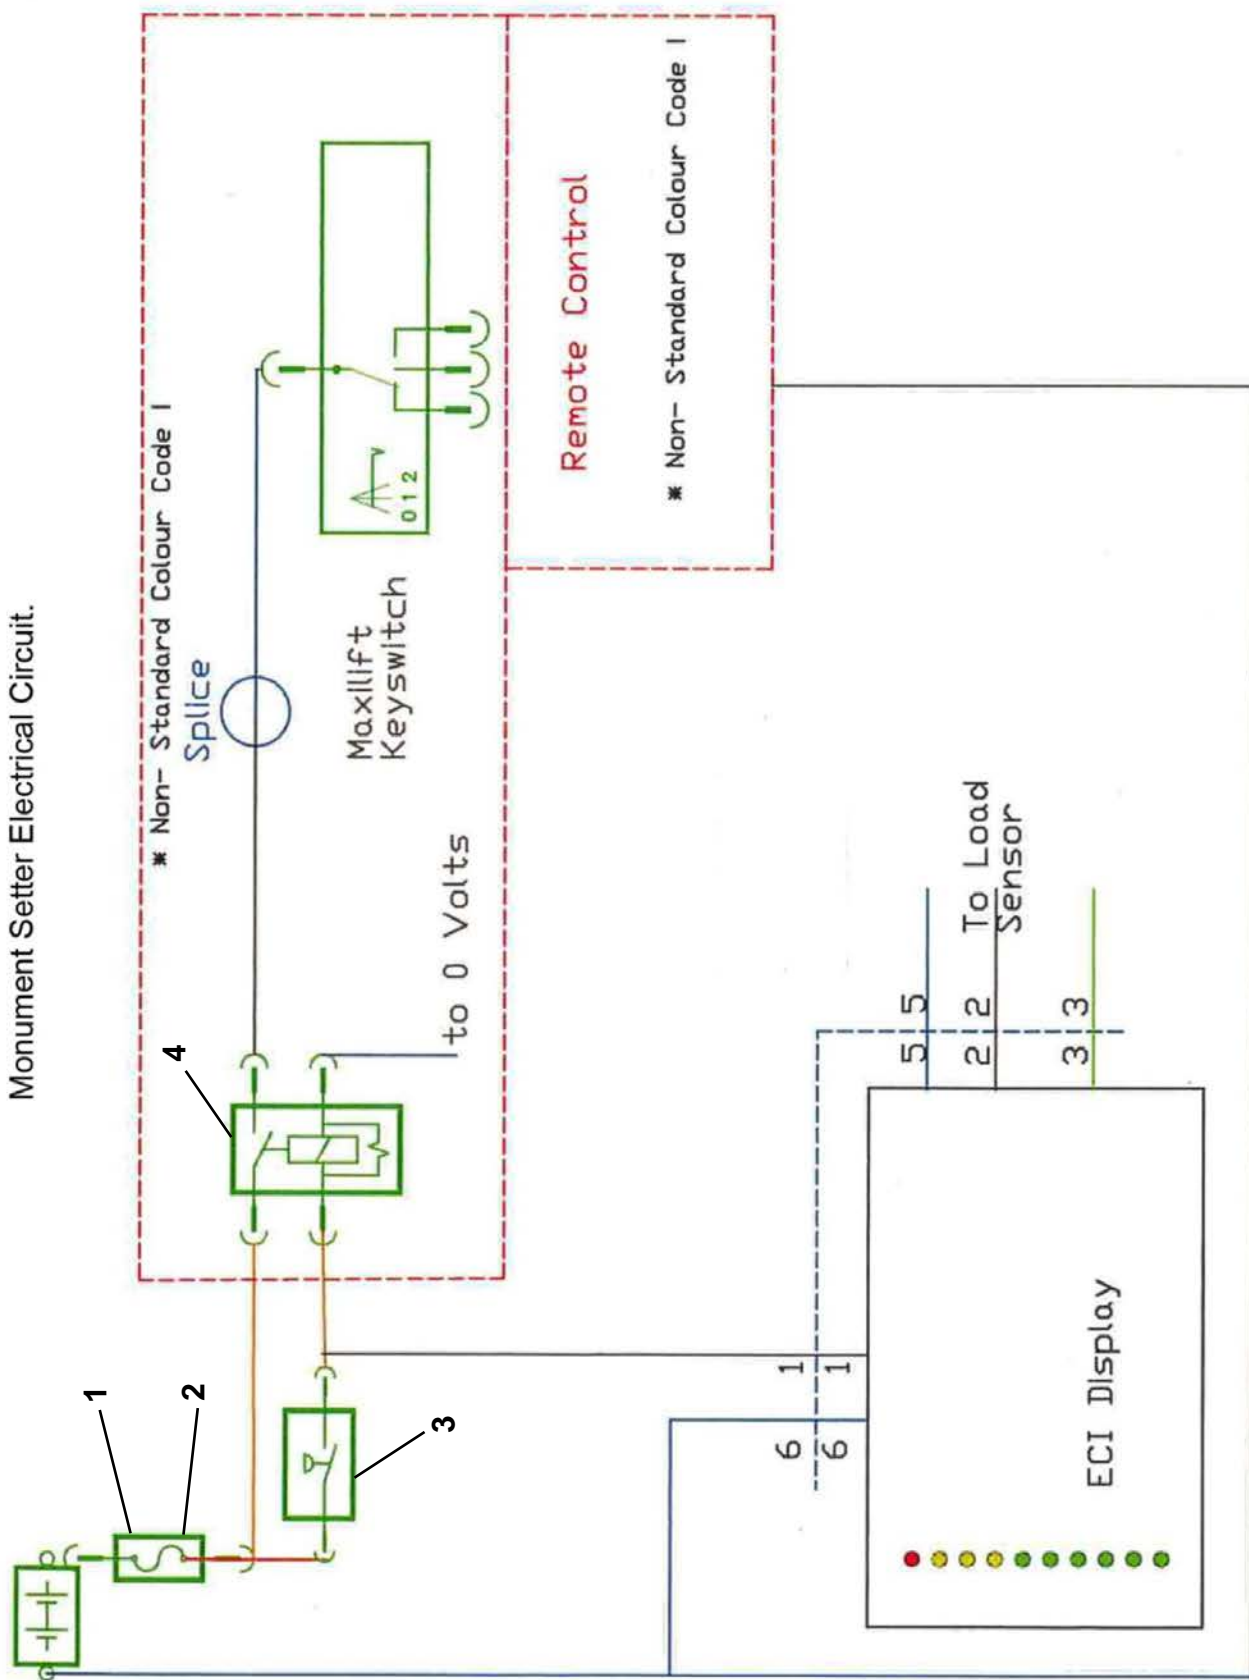 Monument Setter Electrical Circuit.
* Non- Standard Colour Code !
Splice
Maxilift
Keyswitch
0 1 2
to 0 Volts
4
Remote Control
* Non- Standard Colour Code !
1
2
3
5 5
2 2
3 3
To Load
Sensor
6 1
6 1
ECI Display